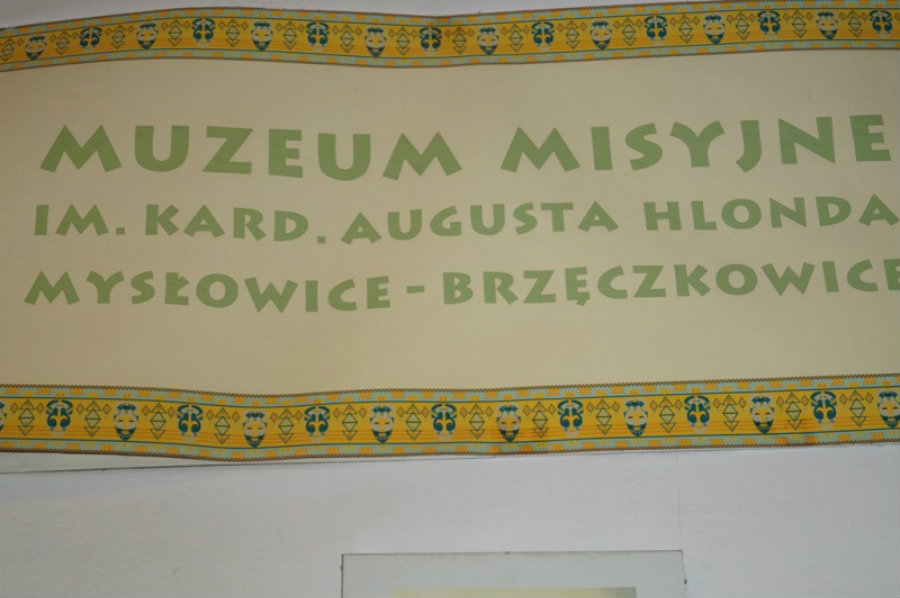 MUZEUM MISYJNE
IM. KARD. AUGUSTA HLONDA
MYSŁOWICE - BRZĘCZKOWICE